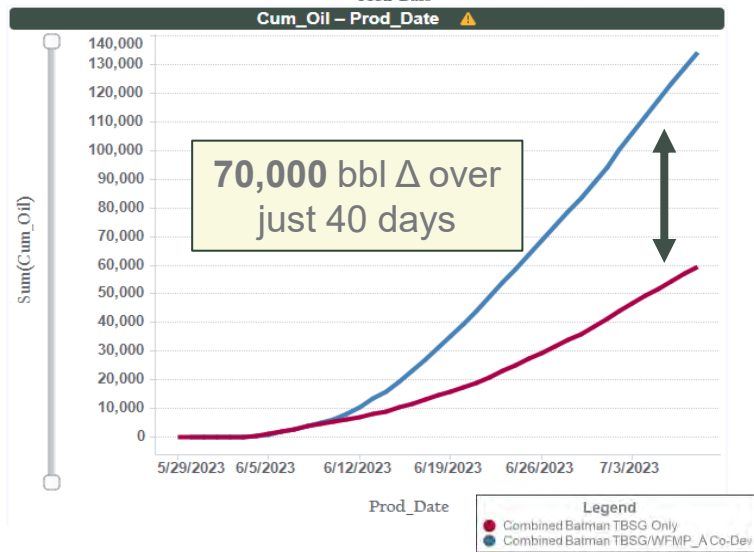 Cum_Oil – Prod_Date
140,000
130,000
120,000
110,000
100,000
90,000
80,000
70,000
60,000
50,000
40,000
30,000
20,000
10,000
0
Sum(Cum_Oil)
70,000 bbl Δ over
just 40 days
5/29/2023 6/5/2023 6/12/2023 6/19/2023 6/26/2023 7/3/2023
Prod_Date
Legend
Combined Batman TBSG Only
Combined Batman TBSG/WFMP_A Co-Dev